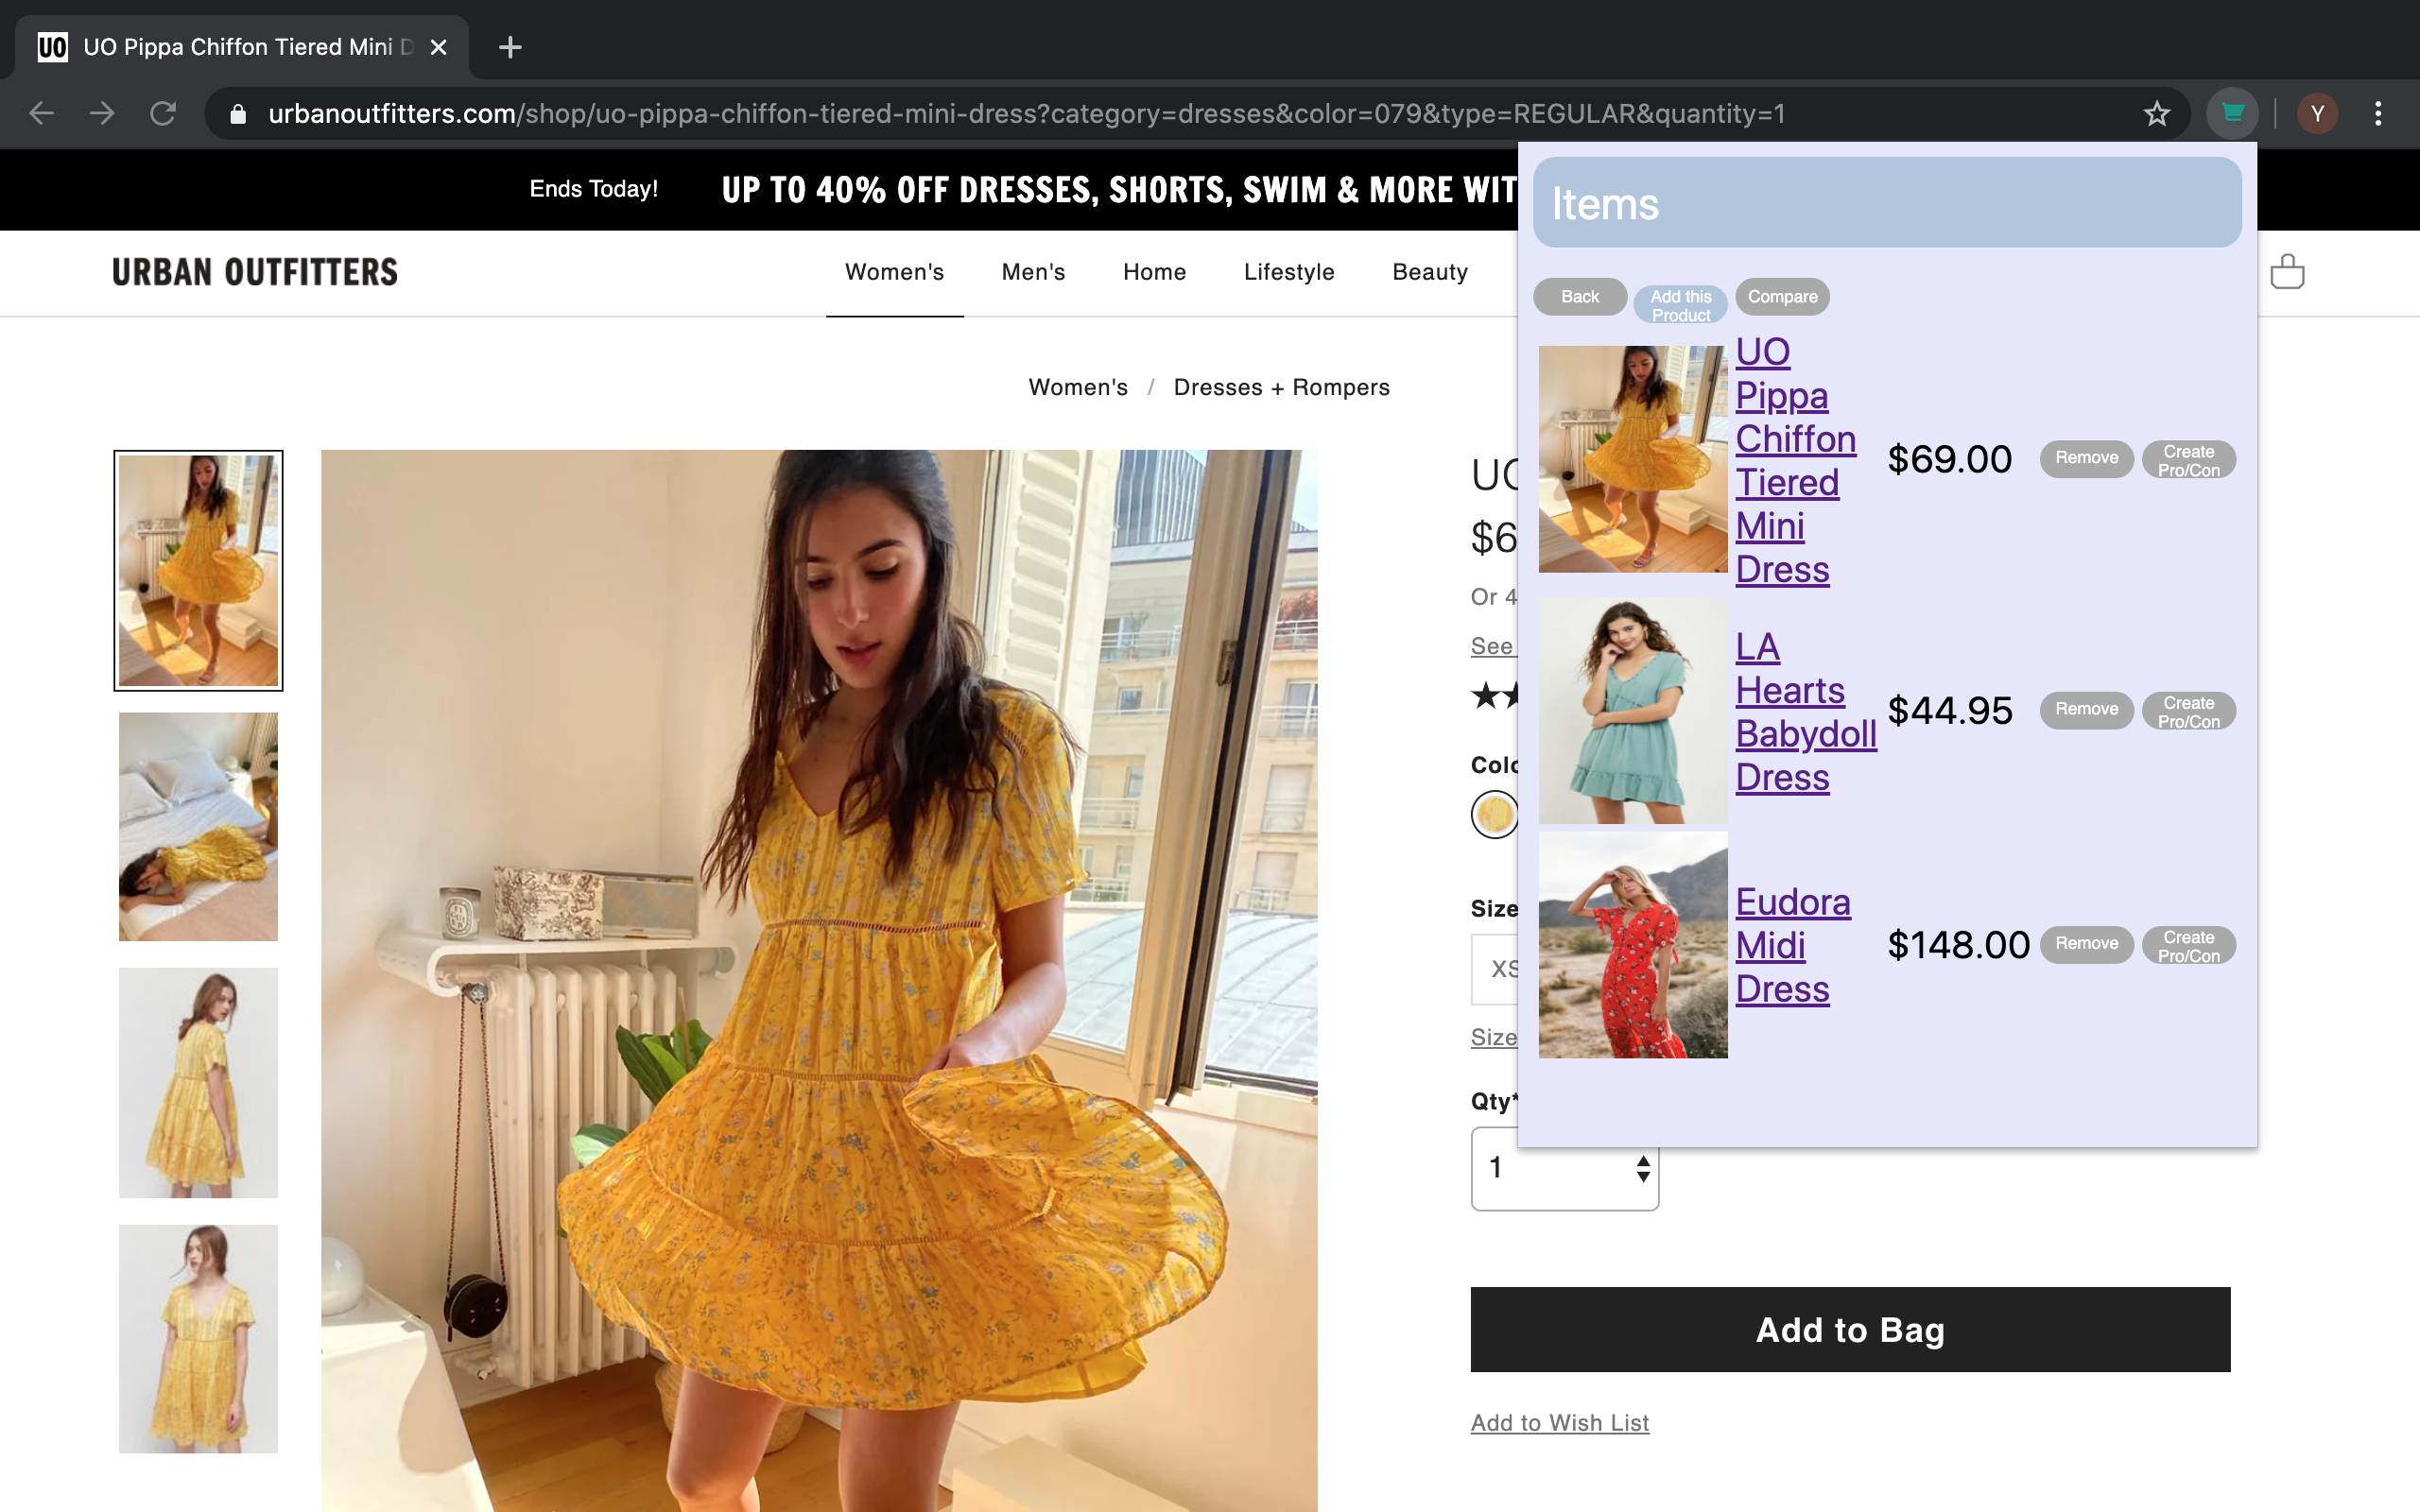 UO UO Pippa Chiffon Tiered Mini D
urbanoutfitters.com/shop/uo-pippa-chiffon-tiered-mini-dress?category=dresses&color=079&type=REGULAR&quantity=1
Y
Ends Today! UP TO 40% OFF DRESSES, SHORTS, SWIM & MORE WIT
URBAN OUTFITTERS
Women's Men's Home Lifestyle Beauty
Women's / Dresses + Rompers
UO
$6
Or 4
See
Colo
Size
XS
Size
Qty*
1
Add to Bag
Add to Wish List
Items
Back
Add this
Product
Compare
UO
Pippa
Chiffon
Tiered
Mini
Dress
$69.00
Remove
Create
Pro/Con
LA
Hearts
Babydoll
Dress
$44.95
Remove
Create
Pro/Con
Eudora
Midi
Dress
$148.00
Remove
Create
Pro/Con